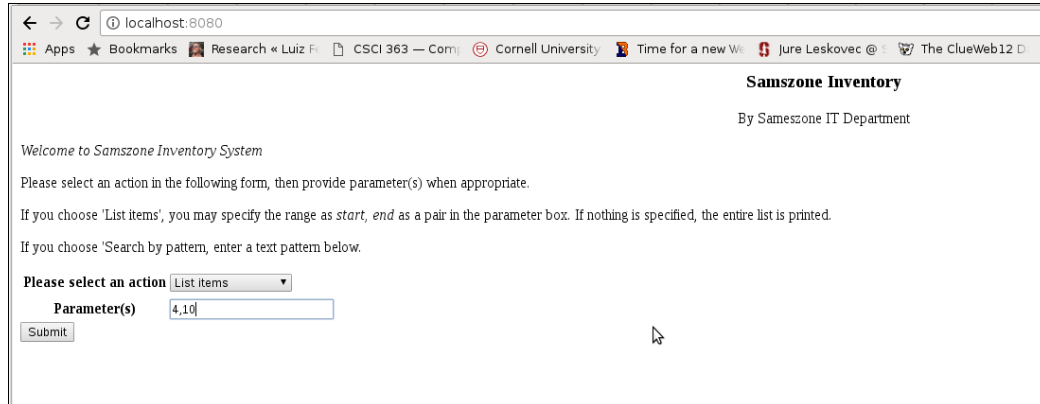 localhost:8080
Apps Bookmarks Research « Luiz F CSCI 363 — Com Cornell University Time for a new We Jure Leskovec @ S The ClueWeb12 D
Samszone Inventory
By Sameszone IT Department
Welcome to Samszone Inventory System
Please select an action in the following form, then provide parameter(s) when appropriate.
If you choose 'List items', you may specify the range as start, end as a pair in the parameter box. If nothing is specified, the entire list is printed.
If you choose 'Search by pattern, enter a text pattern below.
Please select an action List items
Parameter(s) 4,10
Submit